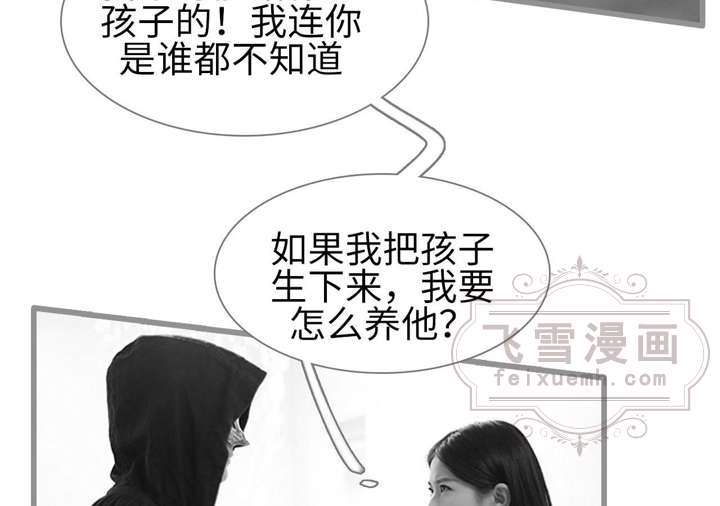 孩子的！我连你
是谁都不知道
如果我把孩子
生下来，我要
怎么养他？
飞雪漫画
feixuemh.com